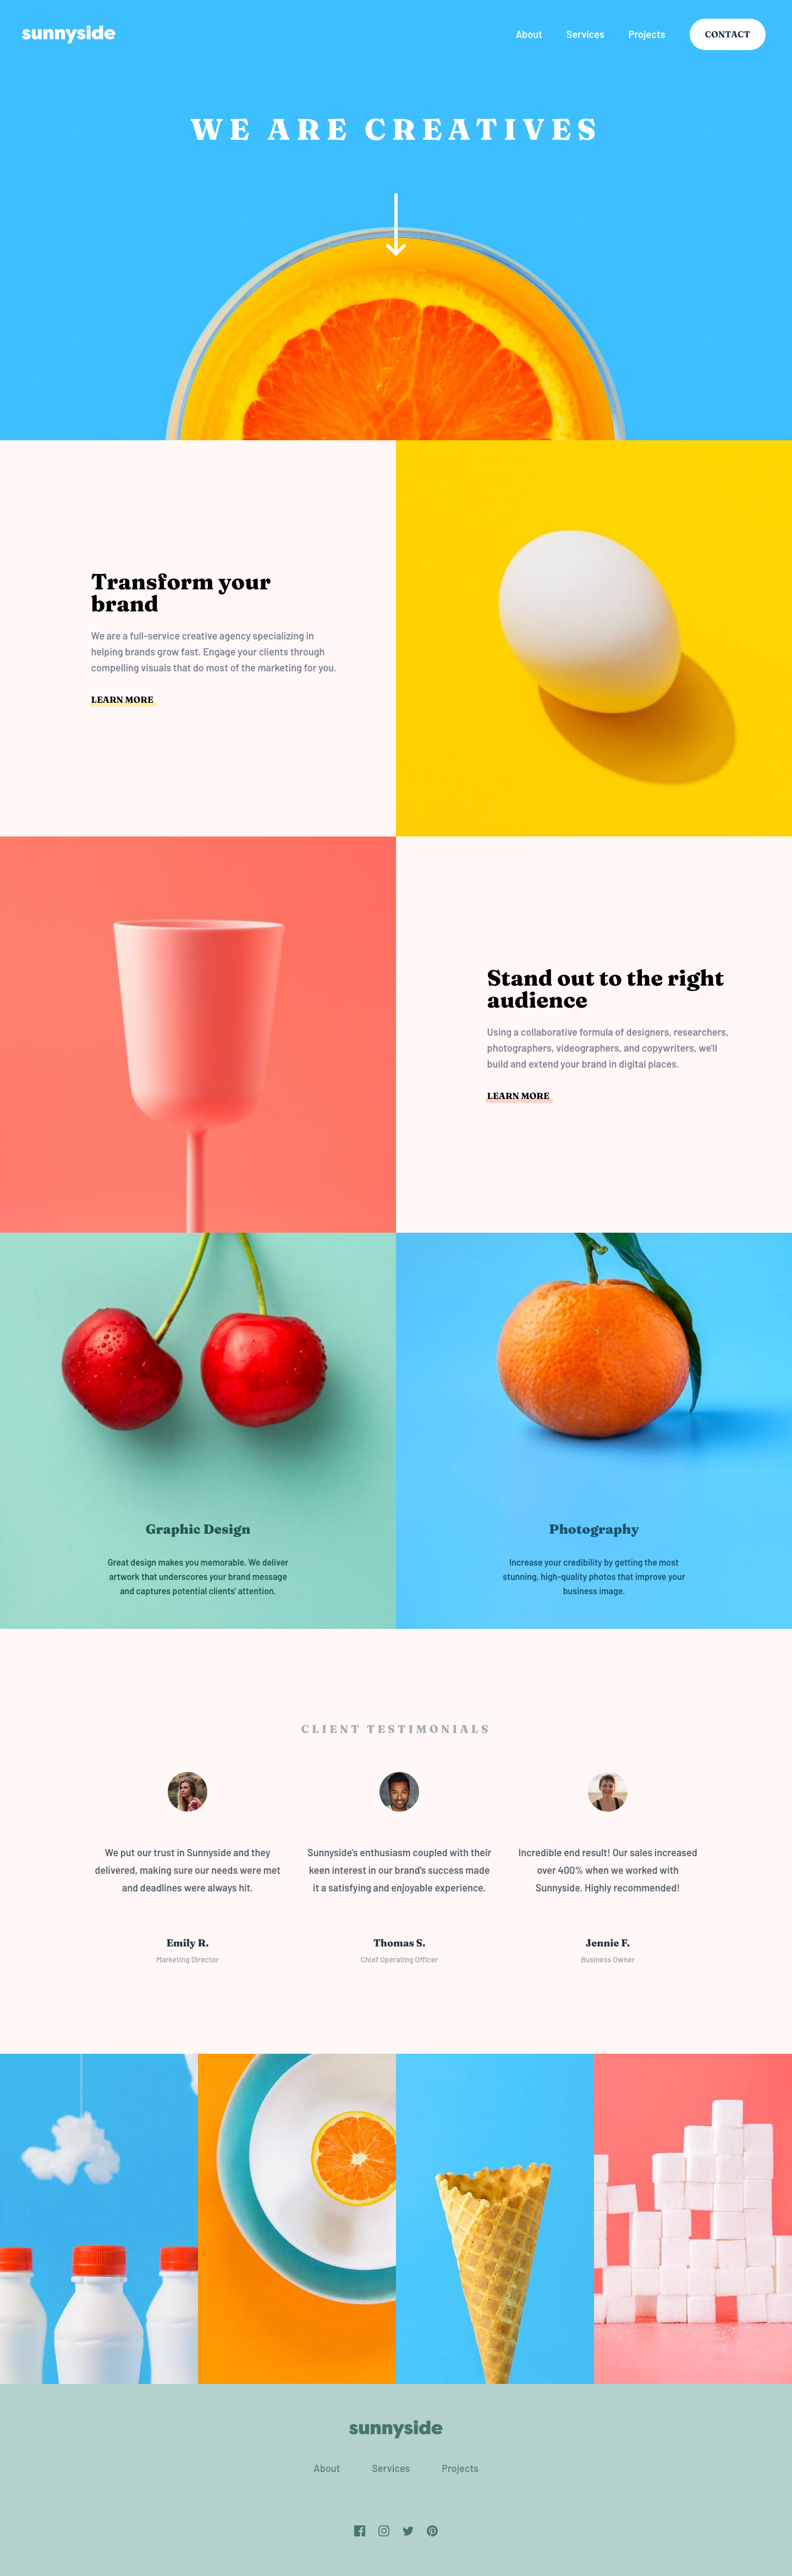 sunnyside
About Services Projects CONTACT
WE ARE CREATIVES
Transform your
brand
We are a full-service creative agency specializing in
helping brands grow fast. Engage your clients through
compelling visuals that do most of the marketing for you.
LEARN MORE
Stand out to the right
audience
Using a collaborative formula of designers, researchers,
photographers, videographers, and copywriters, we'll
build and extend your brand in digital places.
LEARN MORE
Graphic Design
Great design makes you memorable. We deliver
artwork that underscores your brand message
and captures potential clients' attention.
Photography
Increase your credibility by getting the most
stunning, high-quality photos that improve your
business image.
CLIENT TESTIMONIALS
We put our trust in Sunnyside and they
delivered, making sure our needs were met
and deadlines were always hit.
Emily R.
Marketing Director
Sunnyside's enthusiasm coupled with their
keen interest in our brand's success made
it a satisfying and enjoyable experience.
Thomas S.
Chief Operating Officer
Incredible end result! Our sales increased
over 400% when we worked with
Sunnyside. Highly recommended!
Jennie F.
Business Owner
sunnyside
About Services Projects